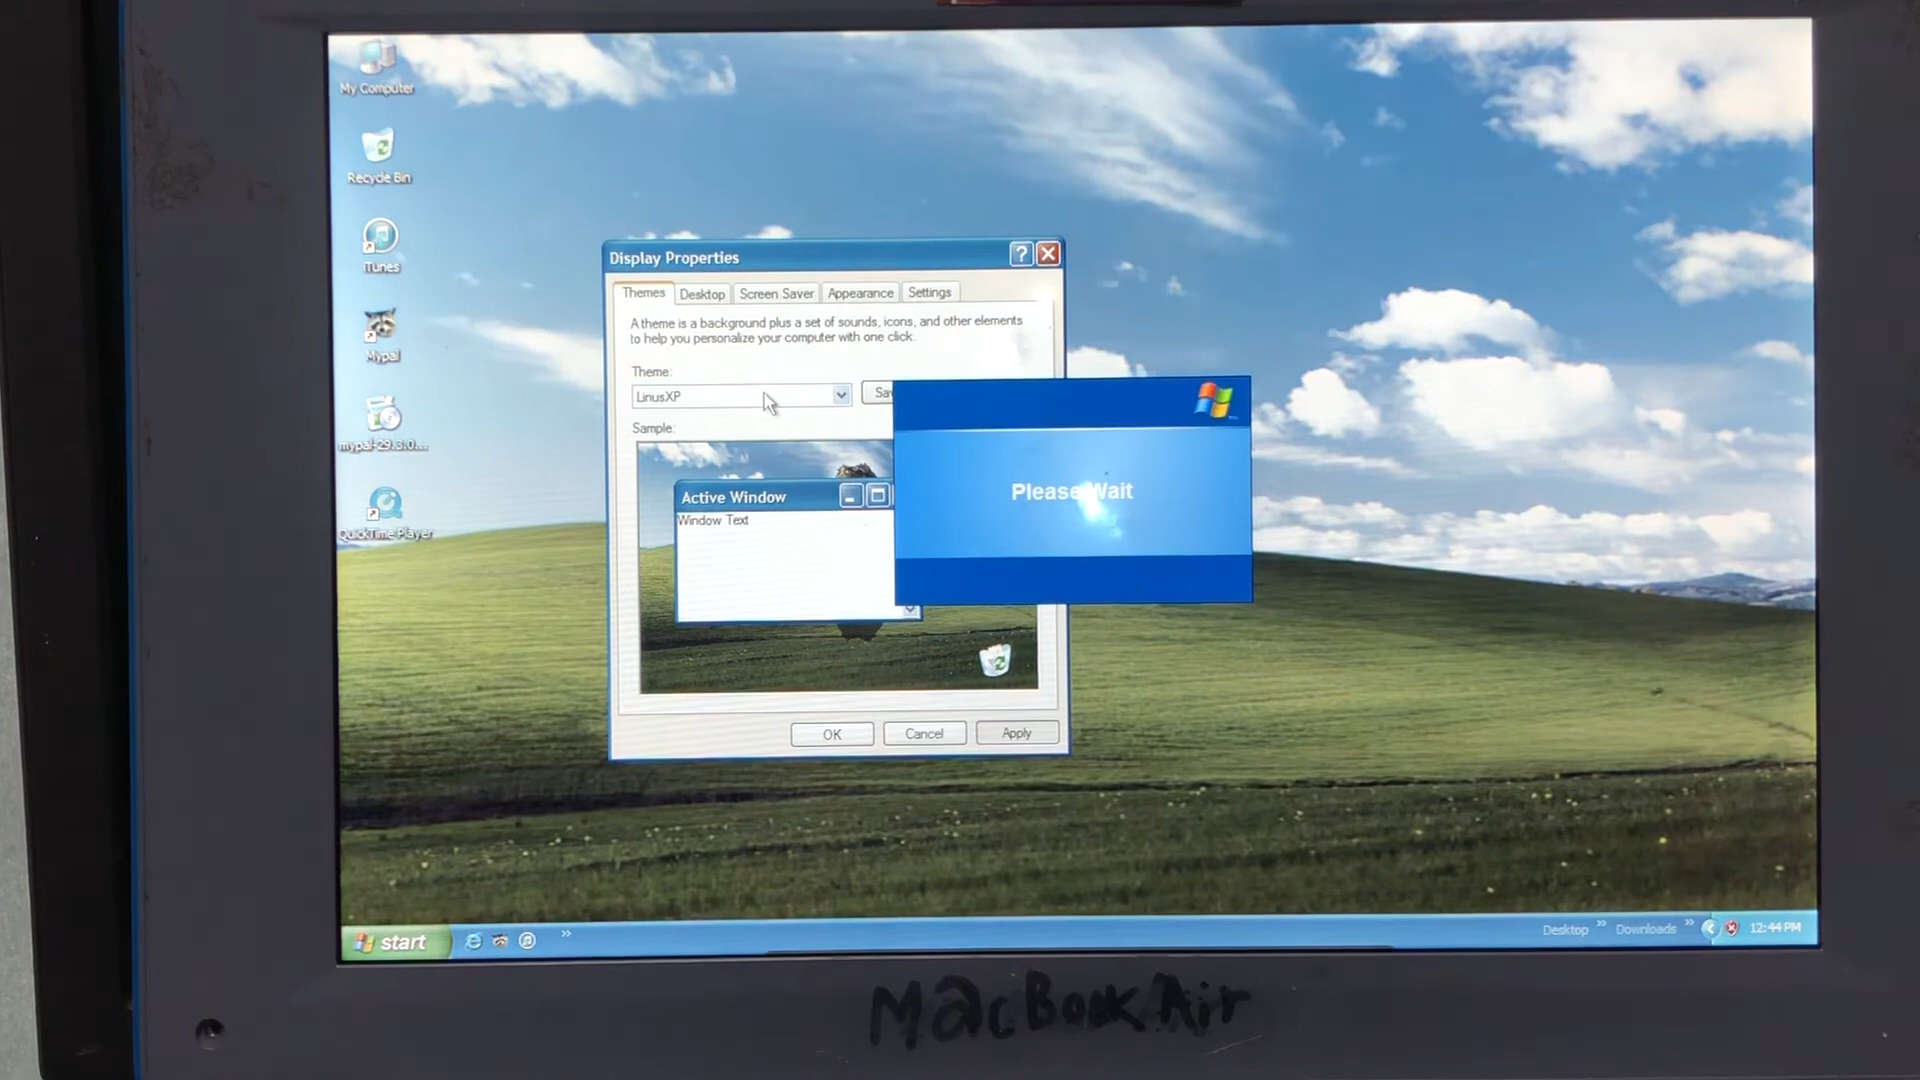 My Computer
Recycle Bin
iTunes
Mypal
mypal-29.3.0....
QuickTime Player
Display Properties
?
Themes Desktop Screen Saver Appearance Settings
A theme is a background plus a set of sounds, icons, and other elements
to help you personalize your computer with one click.
Theme:
LinusXP
Sav
Sample:
Active Window
Window Text
Please Wait
OK Cancel Apply
start
Desktop » Downloads » 12:44 PM
MacBook Air